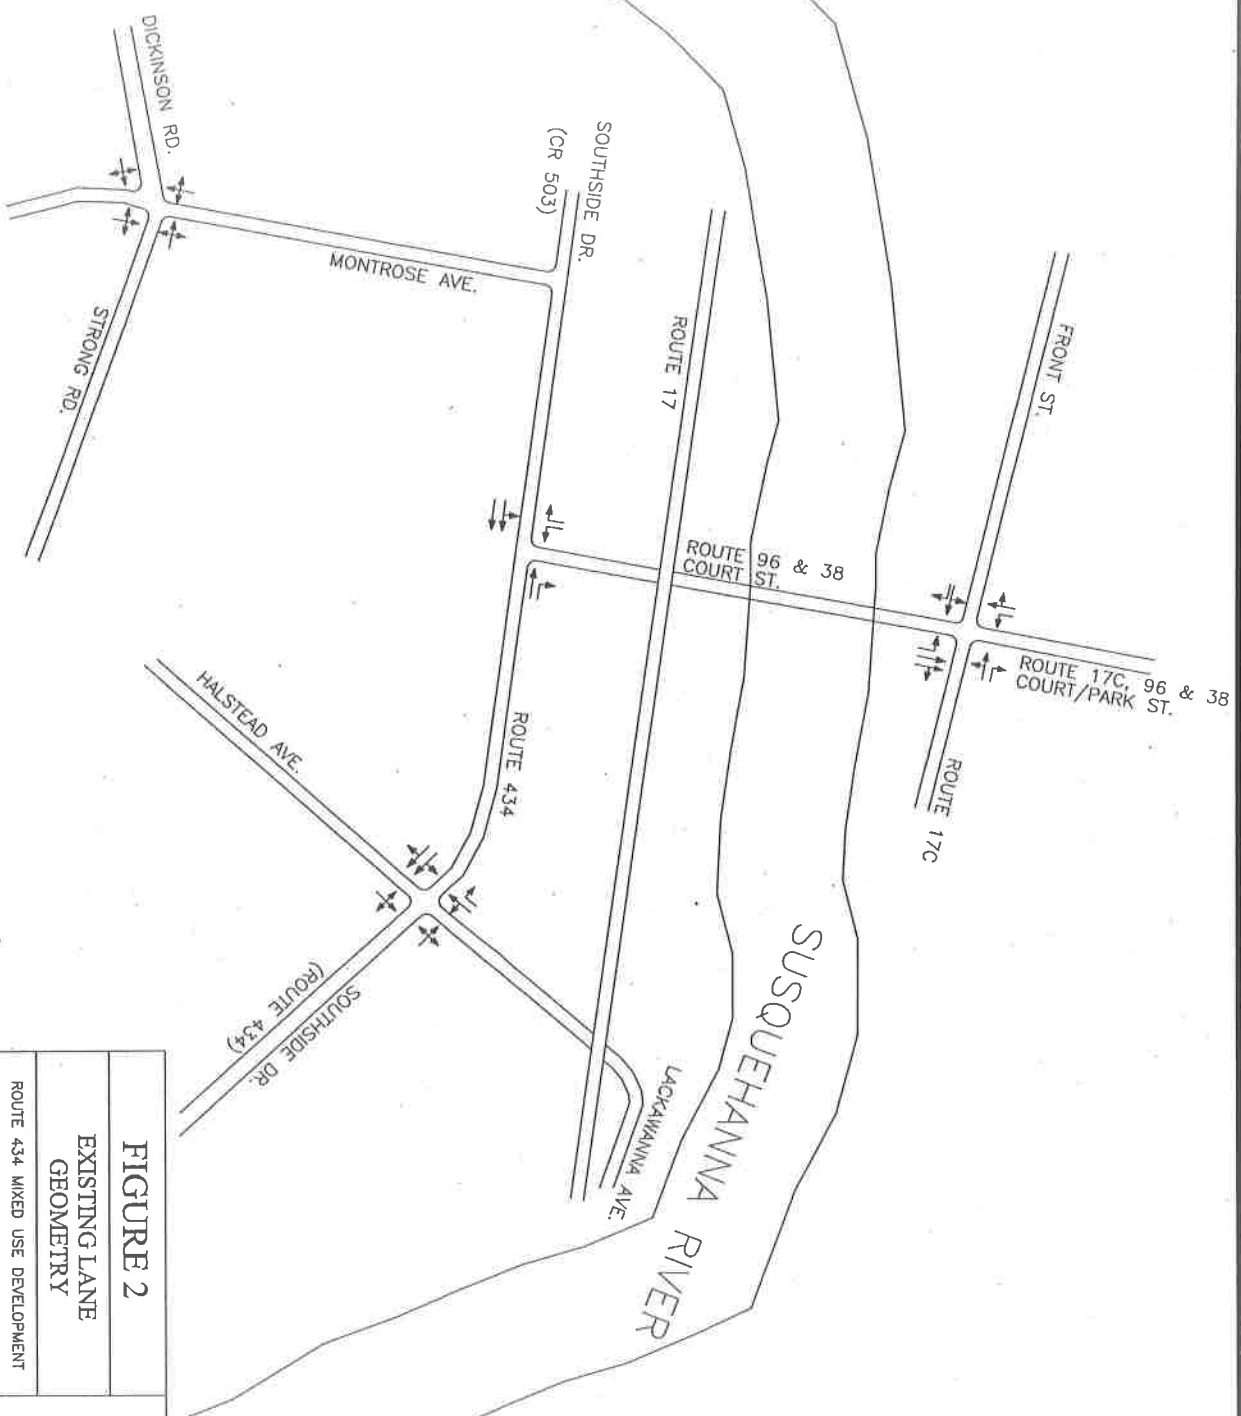 FRONT ST.
ROUTE 17C, 96 & 38
COURT/PARK ST.
ROUTE 17C
ROUTE 96 & 38
COURT ST.
ROUTE 17
SOUTHSIDE DR.
(CR 503)
DICKINSON RD.
MONTROSE AVE.
STRONG RD.
ROUTE 434
HALSTEAD AVE.
SOUTHSIDE DR.
(ROUTE 434)
LACKAWANNA AVE.
SUSQUEHANNA RIVER
FIGURE 2
EXISTING LANE
GEOMETRY
ROUTE 434 MIXED USE DEVELOPMENT